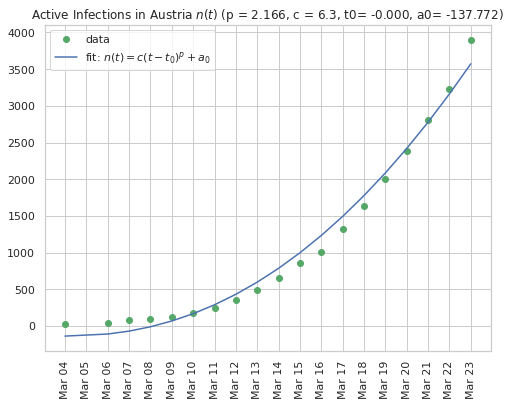 Active Infections in Austria n(t) (p = 2.166, c = 6.3, t0= -0.000, a0= -137.772)
data
fit: n(t) = c(t − t₀)ᵖ + a₀
4000
3500
3000
2500
2000
1500
1000
500
0
Mar 04
Mar 05
Mar 06
Mar 07
Mar 08
Mar 09
Mar 10
Mar 11
Mar 12
Mar 13
Mar 14
Mar 15
Mar 16
Mar 17
Mar 18
Mar 19
Mar 20
Mar 21
Mar 22
Mar 23